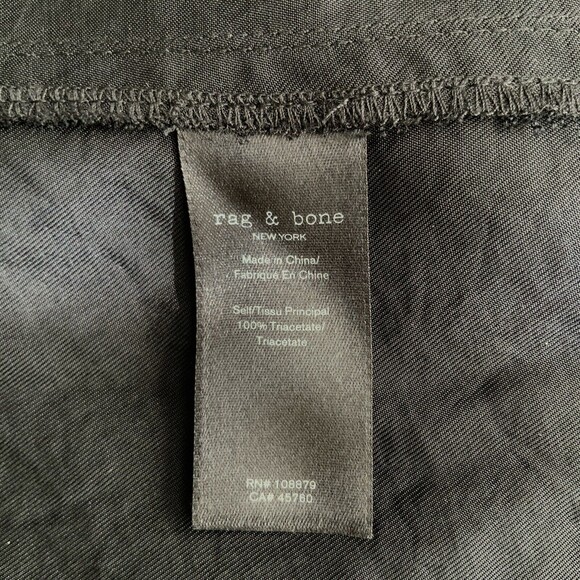 rag & bone
NEW YORK
Made in China/
Fabriqué En Chine
Self/Tissu Principal
100% Triacetate/
Triacetate
RN# 108879
CA# 45760